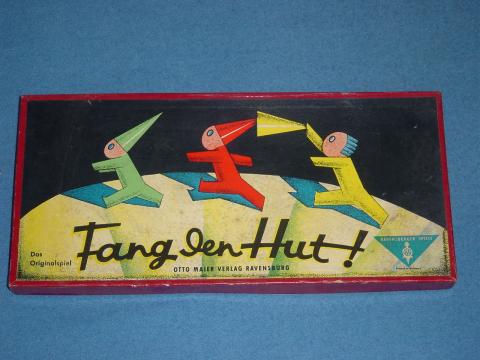 Das
Originalspiel
Fang den Hut!
OTTO MAIER VERLAG RAVENSBURG
RAVENSBURGER SPIELE